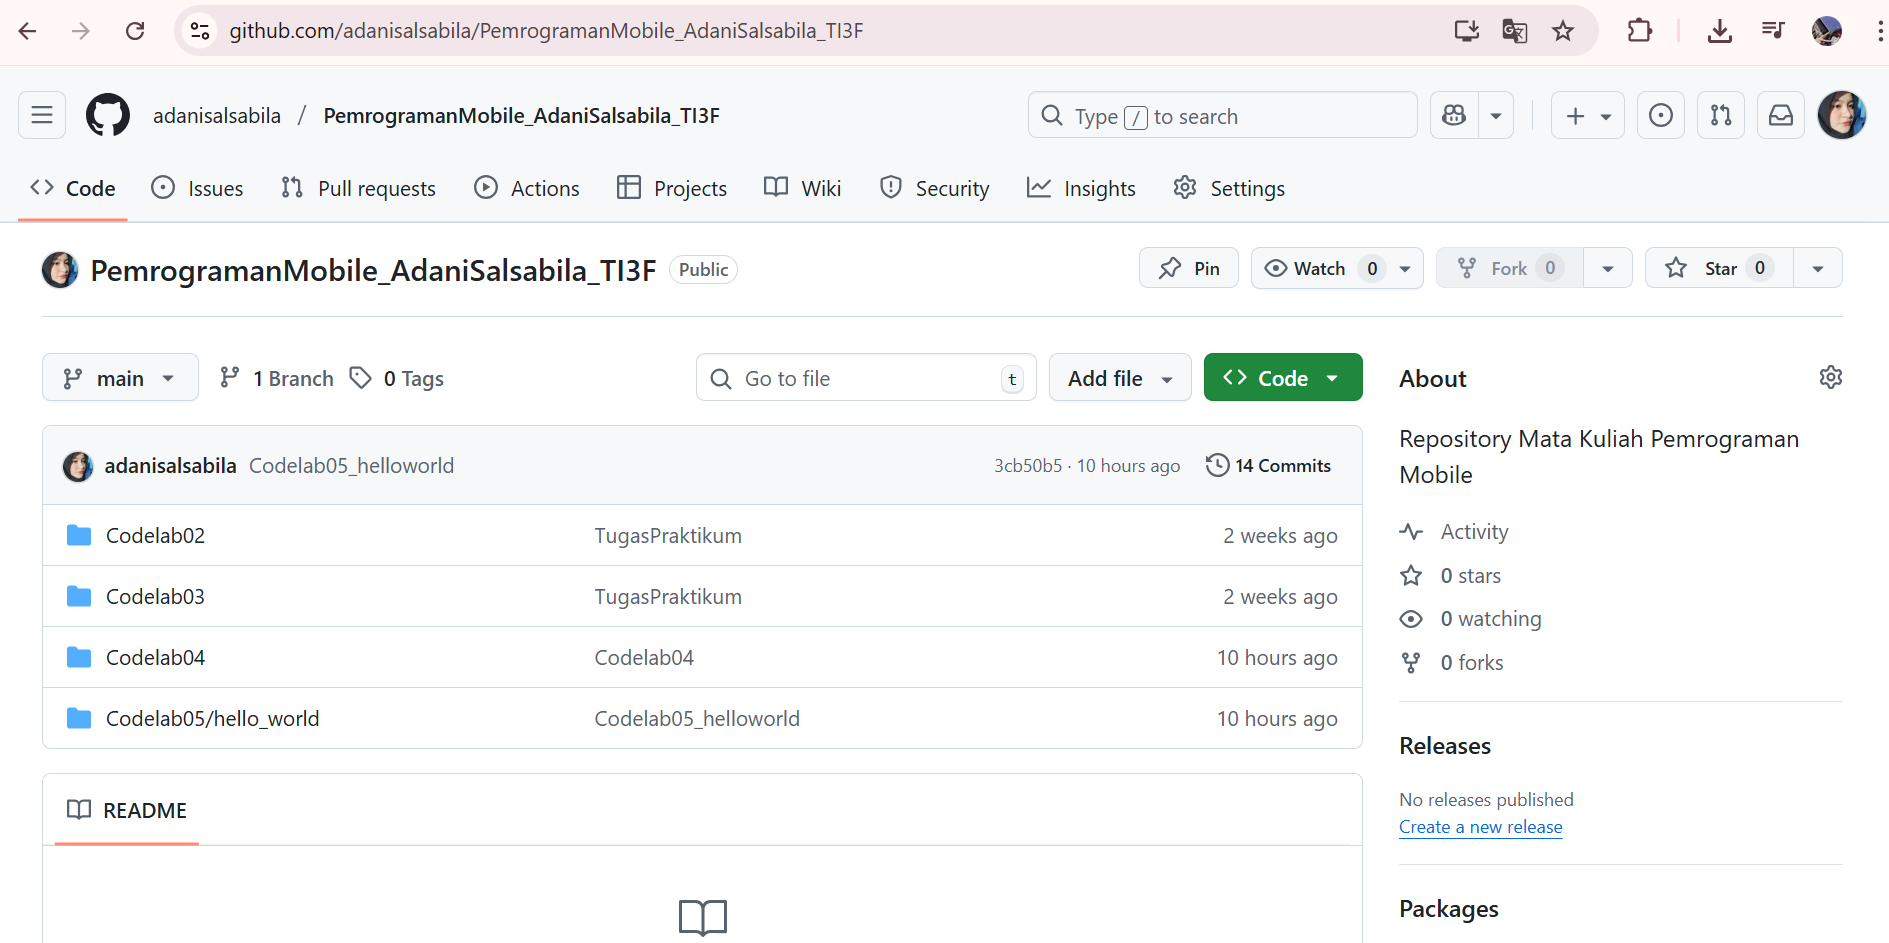 github.com/adanisalsabila/PemrogramanMobile_AdaniSalsabila_TI3F
adanisalsabila / PemrogramanMobile_AdaniSalsabila_TI3F
Type / to search
Code Issues Pull requests Actions Projects Wiki Security Insights Settings
PemrogramanMobile_AdaniSalsabila_TI3F Public
Pin Watch 0 Fork 0 Star 0
main 1 Branch 0 Tags
Go to file t Add file Code
adanisalsabila Codelab05_helloworld 3cb50b5 · 10 hours ago 14 Commits
Codelab02 TugasPraktikum 2 weeks ago
Codelab03 TugasPraktikum 2 weeks ago
Codelab04 Codelab04 10 hours ago
Codelab05/hello_world Codelab05_helloworld 10 hours ago
README
About
Repository Mata Kuliah Pemrograman
Mobile
Activity
0 stars
0 watching
0 forks
Releases
No releases published
Create a new release
Packages